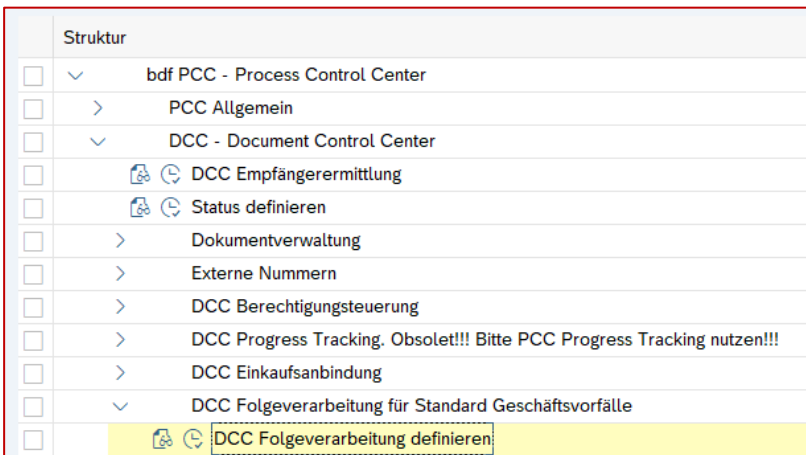 Struktur
bdf PCC - Process Control Center
PCC Allgemein
DCC - Document Control Center
DCC Empfängerermittlung
Status definieren
Dokumentverwaltung
Externe Nummern
DCC Berechtigungsteuerung
DCC Progress Tracking. Obsolet!!! Bitte PCC Progress Tracking nutzen!!!
DCC Einkaufsanbindung
DCC Folgeverarbeitung für Standard Geschäftsvorfälle
DCC Folgeverarbeitung definieren